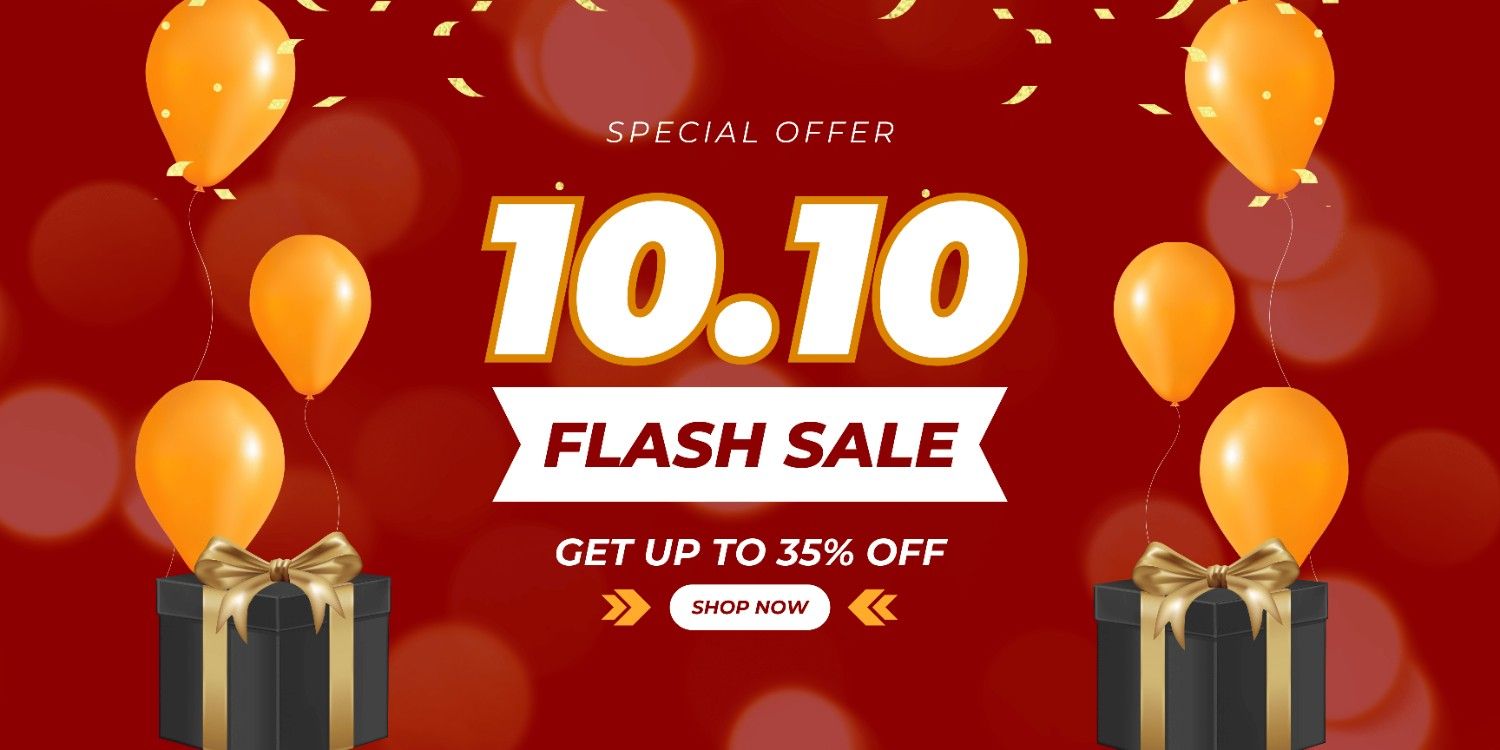 SPECIAL OFFER
10.10
FLASH SALE
GET UP TO 35% OFF
SHOP NOW